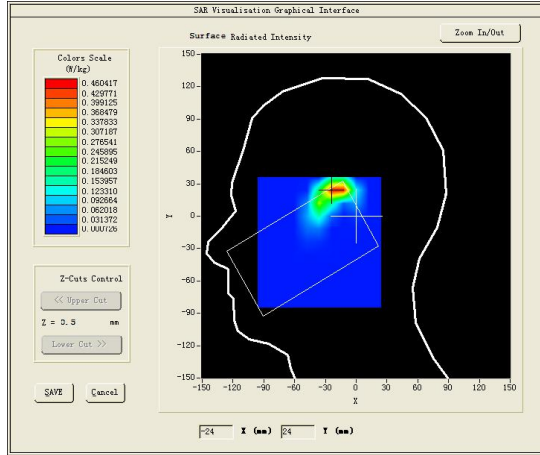 SAR Visualisation Graphical Interface
Surface Radiated Intensity
Zoom In/Out
Colors Scale
(W/kg)
0.460417
0.429771
0.399125
0.368479
0.337833
0.307187
0.276541
0.245895
0.215249
0.184603
0.153957
0.123310
0.092664
0.062018
0.031372
0.000726
150
120
90
60
30
0
-30
-60
-90
-120
-150
Y
-150 -120 -90 -60 -30 0 30 60 90 120 150
X
Z-Cuts Control
<< Upper Cut
Z = 3.5 mm
Lower Cut >>
SAVE Cancel
-24 X (mm) 24 Y (mm)